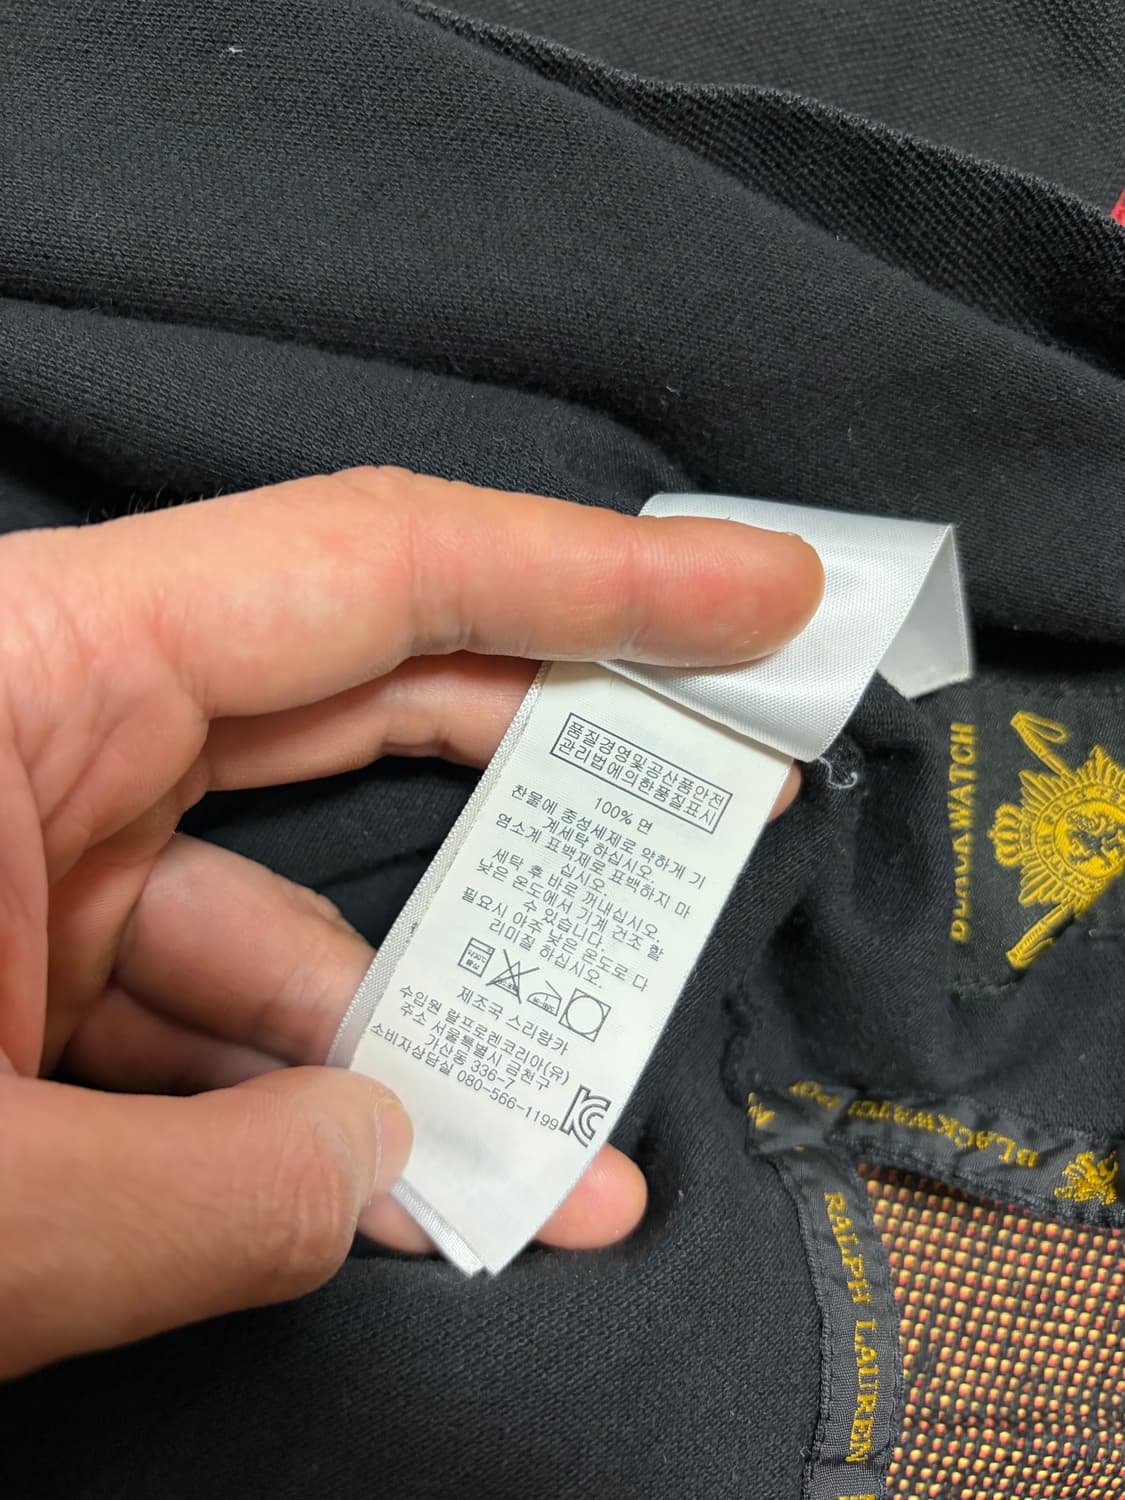 품질경영및공산품안전
관리법에의한품질표시
100% 면
찬물에 중성세제로 약하게 기
계세탁 하십시오.
염소계 표백제로 표백하지 마
십시오.
세탁 후 바로 꺼내십시오.
낮은 온도에서 기계 건조 할
수 있습니다.
필요시 아주 낮은 온도로 다
리미질 하십시오.
제조국 스리랑카
수입원 랄프로렌코리아(유)
주소 서울특별시 금천구
가산동 336-7
소비자상담실 080-566-1199
BLACKWATCH
BLACKWATCH
RALPH LAUREN